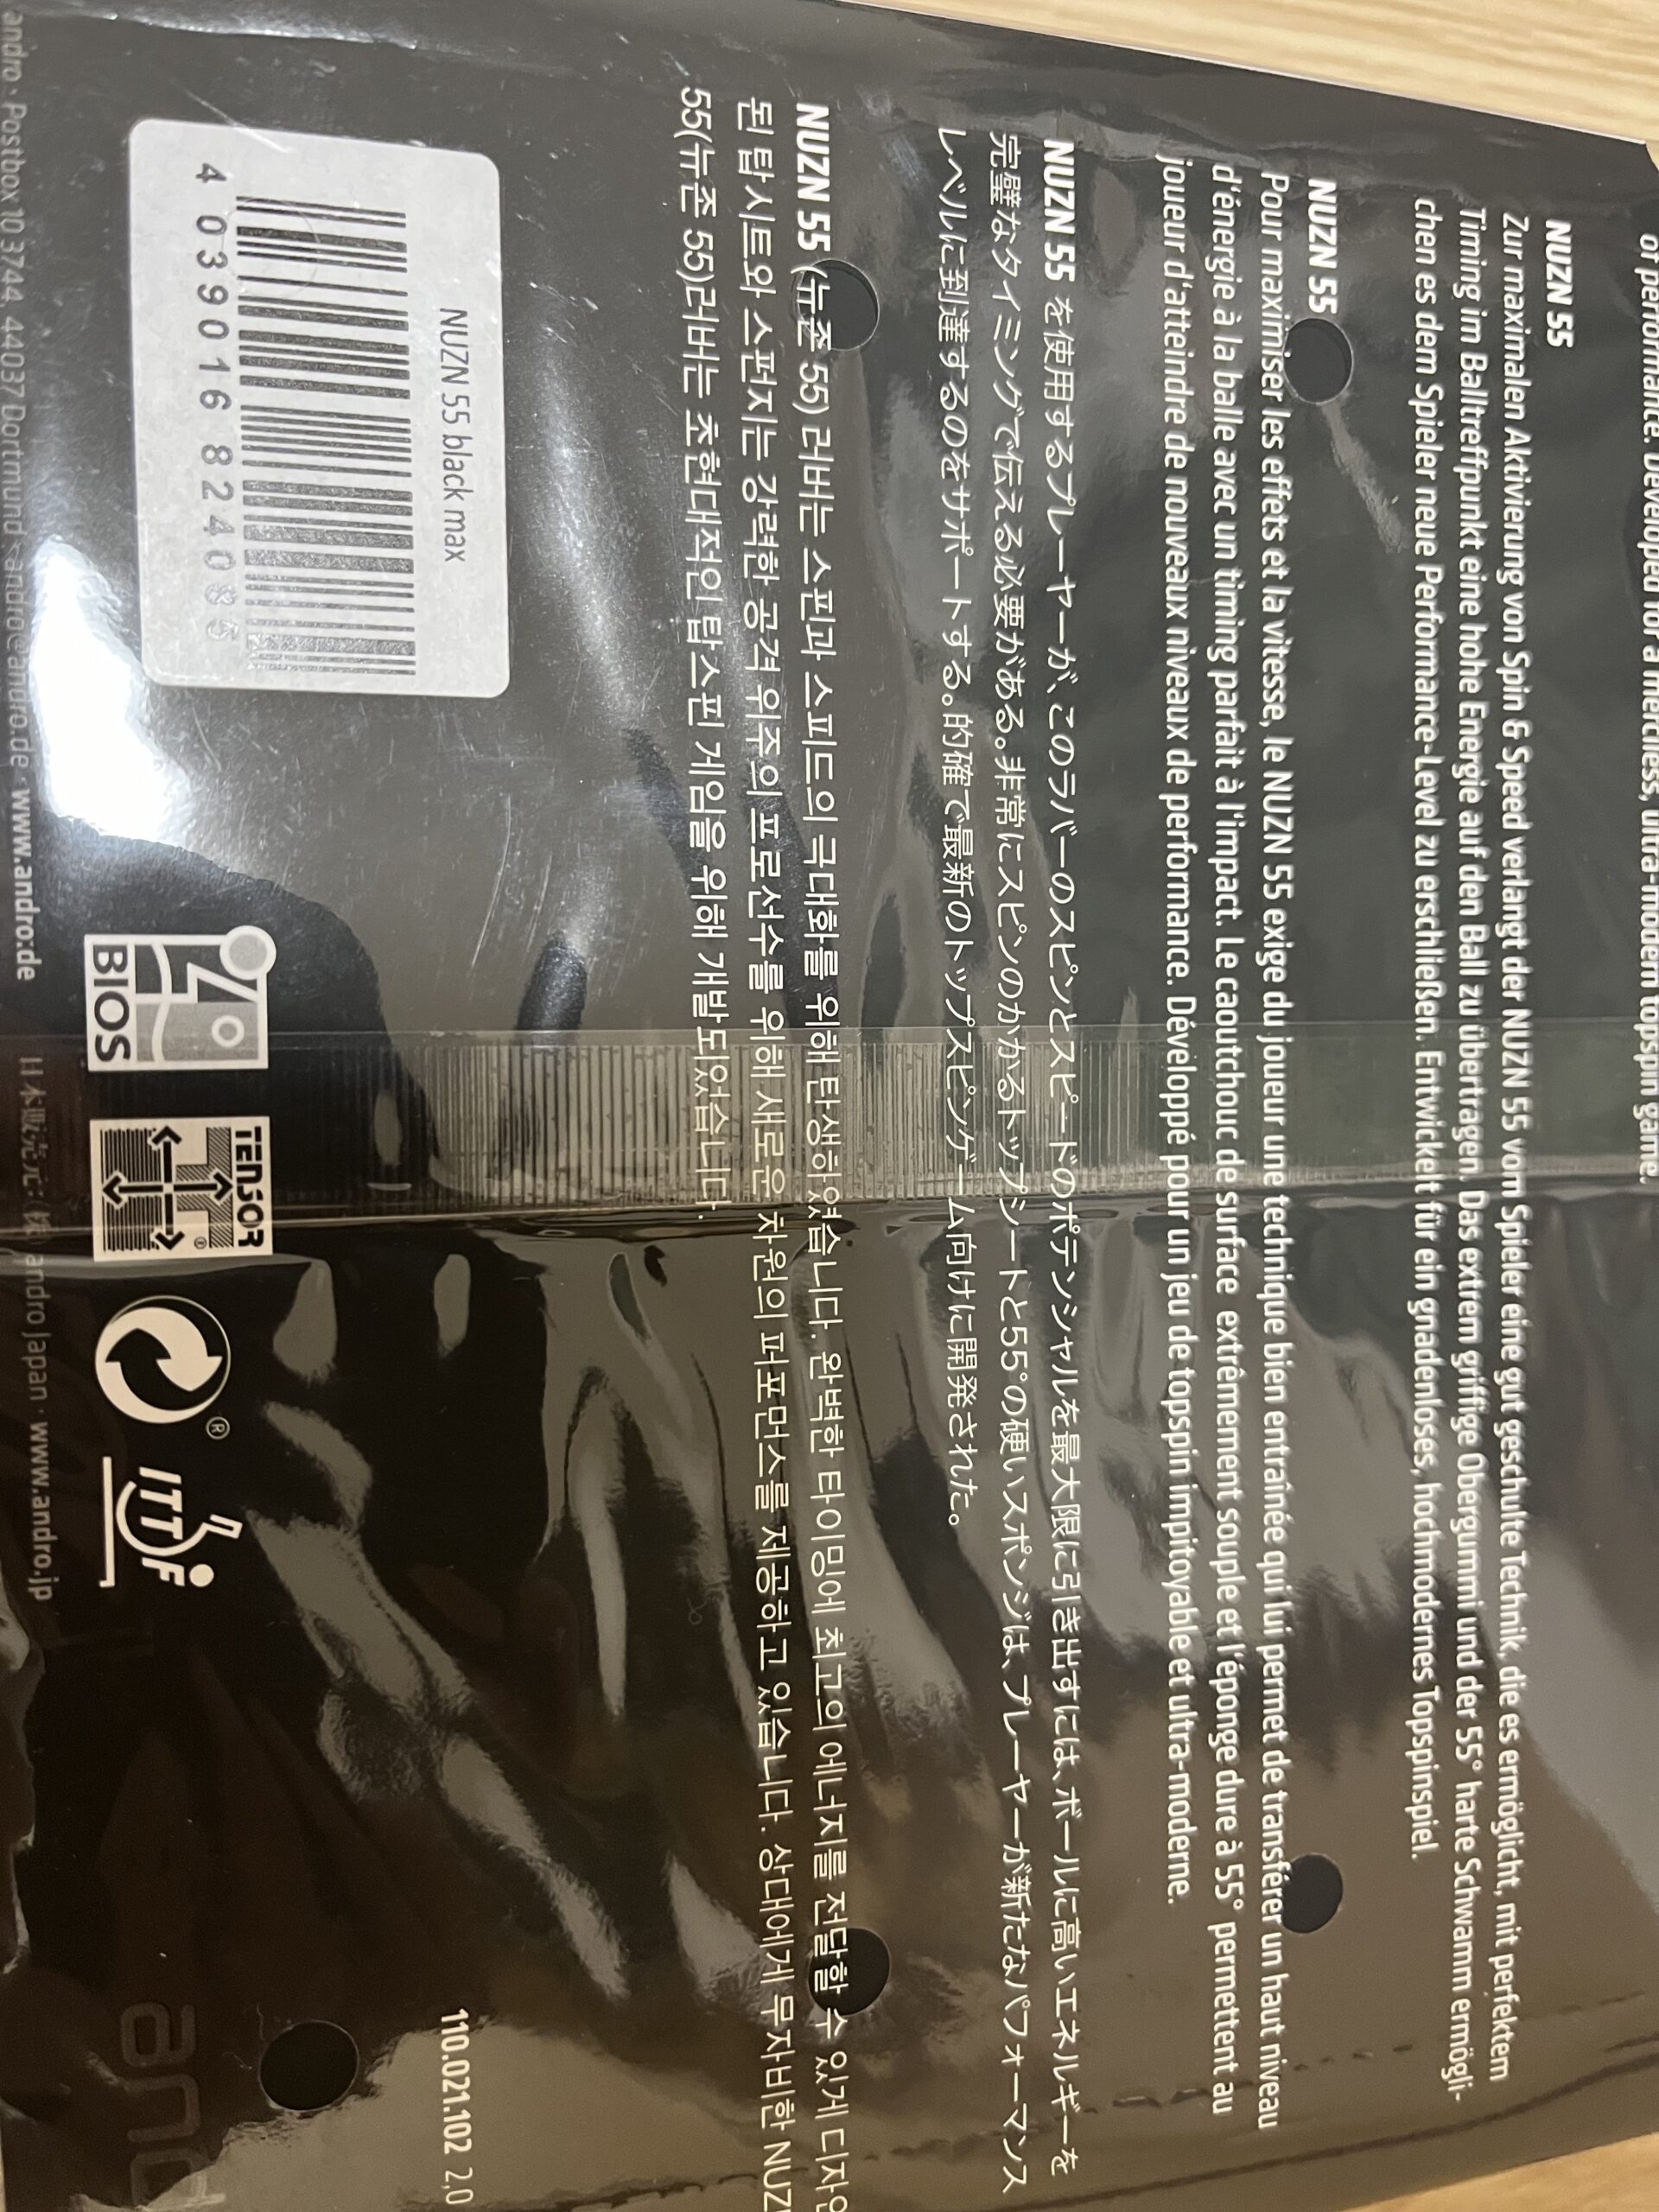 of performance. Developed for a merciless, ultra-modern topspin game.
NUZN 55
Zur maximalen Aktivierung von Spin & Speed verlangt der NUZN 55 vom Spieler eine gut geschulte Technik, die es ermöglicht, mit perfektem
Timing im Balltreffpunkt eine hohe Energie auf den Ball zu übertragen. Das extrem griffige Obergummi und der 55° harte Schwamm ermögli-
chen es dem Spieler neue Performance-Level zu erschließen. Entwickelt für ein gnadenloses, hochmodernes Topspinspiel.
NUZN 55
Pour maximiser les effets et la vitesse, le NUZN 55 exige du joueur une technique bien entraînée qui lui permet de transférer un haut niveau
d'énergie à la balle avec un timing parfait à l'impact. Le caoutchouc de surface extrêmement souple et l'éponge dure à 55° permettent au
joueur d'atteindre de nouveaux niveaux de performance. Développé pour un jeu de topspin impitoyable et ultra-moderne.
NUZN 55 を使用するプレーヤーが、このラバーのスピンとスピードのポテンシャルを最大限に引き出すには、ボールに高いエネルギーを
完璧なタイミングで伝える必要がある。非常にスピンのかかるトップシートと55°の硬いスポンジは、プレーヤーが新たなパフォーマンス
レベルに到達するのをサポートする。的確で最新のトップスピンゲーム向けに開発された。
NUZN 55 (뉴존 55) 러버는 스핀과 스피드의 극대화를 위해 탄생하였습니다. 완벽한 타이밍에 최고의 에너지를 전달할 수 있게 디자인
된 탑시트와 스펀지는 강력한 공격 위주의 프로선수를 위해 새로운 차원의 퍼포먼스를 제공하고 있습니다. 상대에게 무자비한 NUZN
55(뉴존 55)러버는 초현대적인 탑스핀 게임을 위해 개발되었습니다.
NUZN 55 black max
4 039016 824085
110.021.102 2,0
BIOS
TENSOR
®
®
ITTF
andro · Postbox 10 3744 · 44037 Dortmund · andro@andro.de · www.andro.de
日本販売元：(株) andro Japan · www.andro.jp